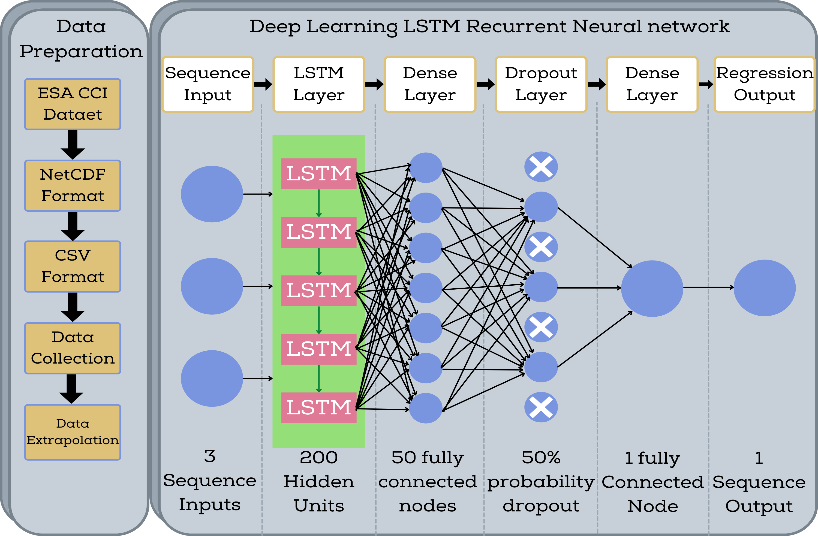 Data
Preparation
ESA CCI
Dataet
NetCDF
Format
CSV
Format
Data
Collection
Data
Extrapolation
Deep Learning LSTM Recurrent Neural network
Sequence
Input
LSTM
Layer
Dense
Layer
Dropout
Layer
Dense
Layer
Regression
Output
LSTM
LSTM
LSTM
LSTM
LSTM
3
Sequence
Inputs
200
Hidden
Units
50 fully
connected
nodes
50%
probability
dropout
1 fully
Connected
Node
1
Sequence
Output